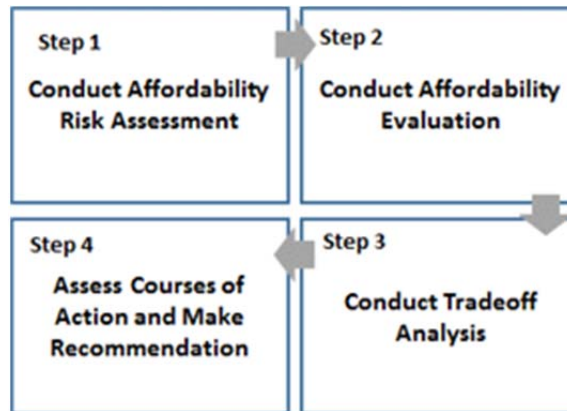 Step 1
Conduct Affordability
Risk Assessment
Step 2
Conduct Affordability
Evaluation
Step 3
Conduct Tradeoff
Analysis
Step 4
Assess Courses of
Action and Make
Recommendation